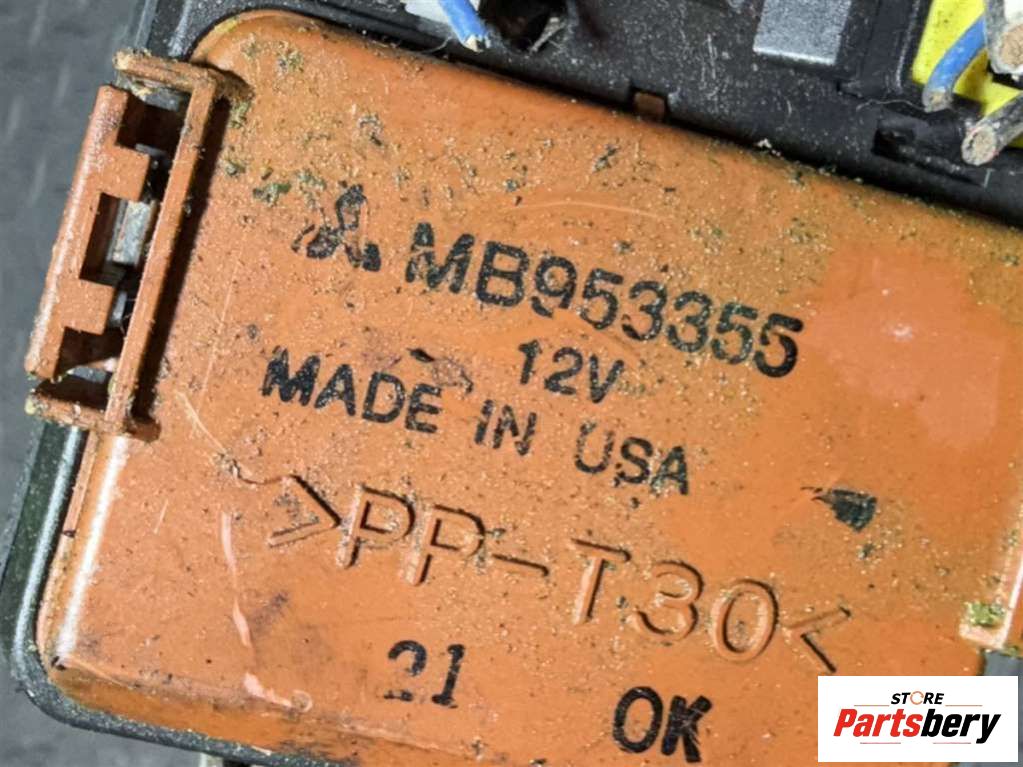 MB953355
12V
MADE IN USA
>PP-T30<
21
OK
STORE
Partsbery